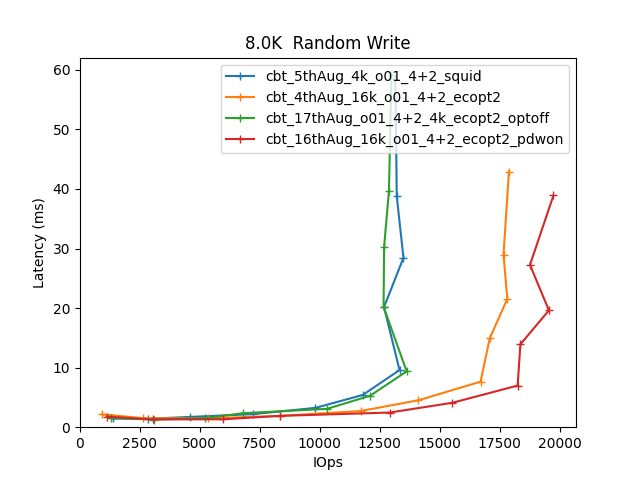 8.0K  Random Write
60
50
40
30
20
10
0
Latency (ms)
cbt_5thAug_4k_o01_4+2_squid
cbt_4thAug_16k_o01_4+2_ecopt2
cbt_17thAug_o01_4+2_4k_ecopt2_optoff
cbt_16thAug_16k_o01_4+2_ecopt2_pdwon
0 2500 5000 7500 10000 12500 15000 17500 20000
IOps